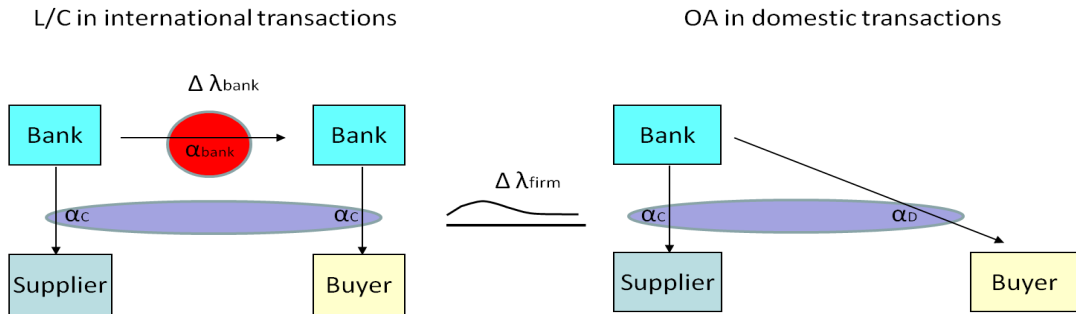 L/C in international transactions
OA in domestic transactions
Δ λbank
Bank
Bank
Bank
αbank
Δ λfirm
αC
αC
αC
αD
Supplier
Buyer
Supplier
Buyer